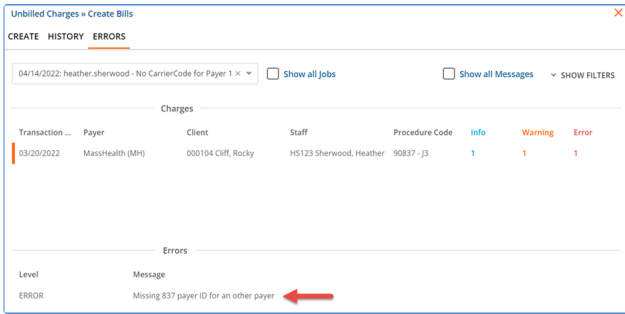 Unbilled Charges » Create Bills
CREATE HISTORY ERRORS
04/14/2022: heather.sherwood - No CarrierCode for Payer 1 Show all Jobs Show all Messages SHOW FILTERS
Charges
Transaction ... Payer Client Staff Procedure Code Info Warning Error
03/20/2022 MassHealth (MH) 000104 Cliff, Rocky HS123 Sherwood, Heather 90837 - J3 1 1 1
Errors
Level Message
ERROR Missing 837 payer ID for an other payer